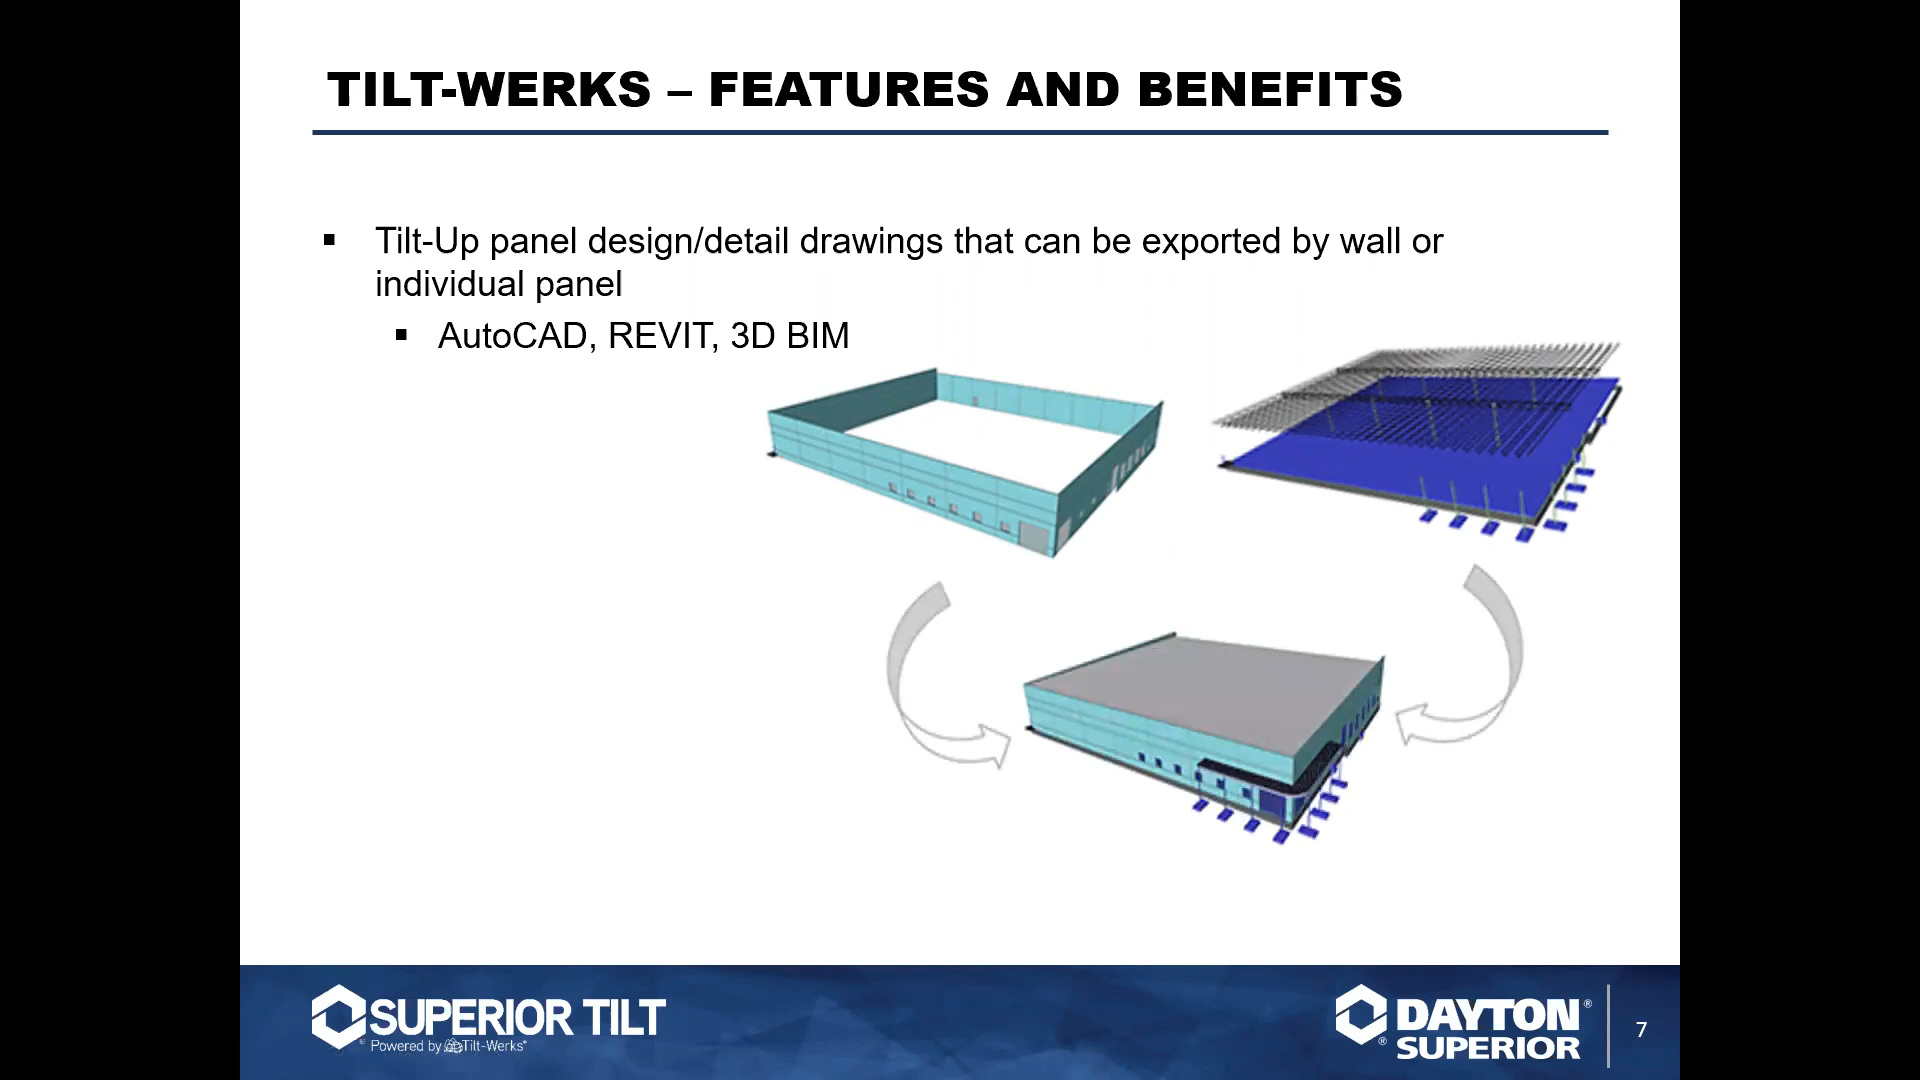 TILT-WERKS – FEATURES AND BENEFITS
▪ Tilt-Up panel design/detail drawings that can be exported by wall or
individual panel
▪ AutoCAD, REVIT, 3D BIM
SUPERIOR TILT
© Powered by Tilt-Werks®
DAYTON®
® SUPERIOR
7